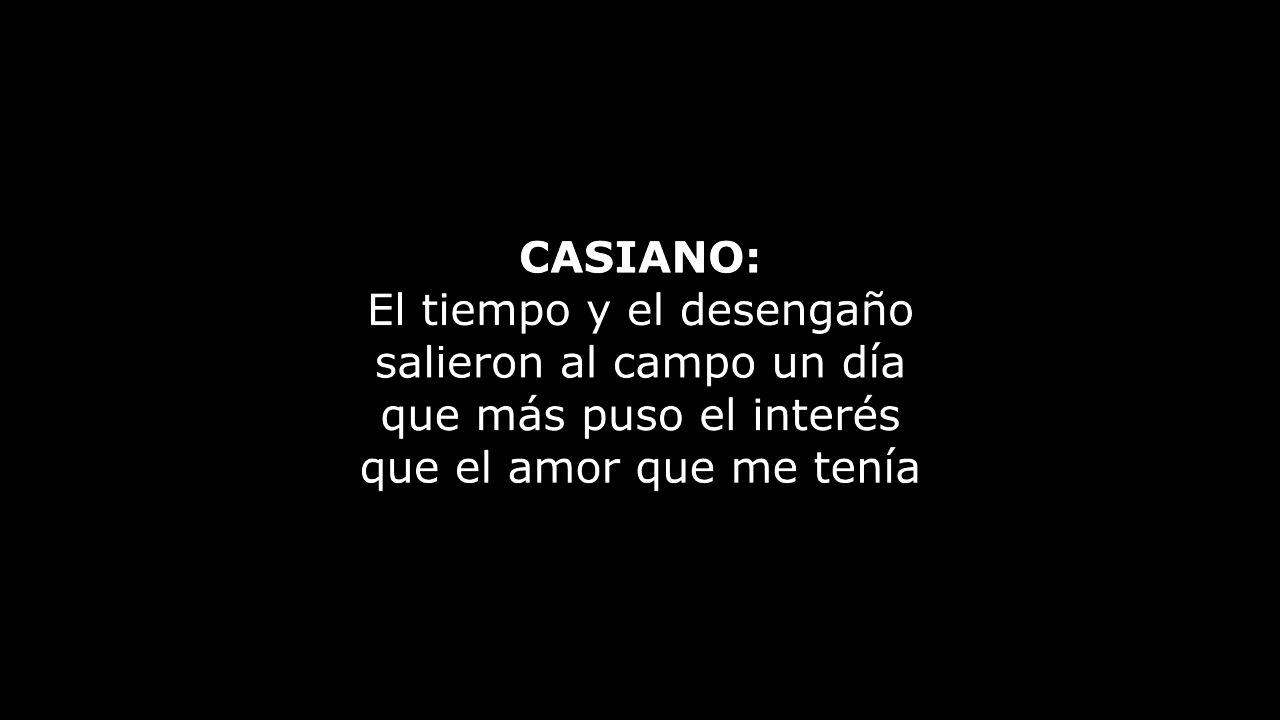 CASIANO:
El tiempo y el desengaño
salieron al campo un día
que más puso el interés
que el amor que me tenía